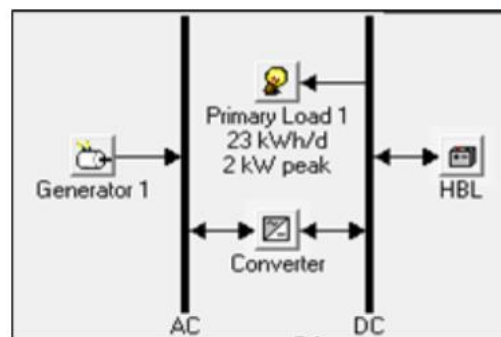 Primary Load 1
23 kWh/d
2 kW peak
Generator 1
HBL
Converter
AC
DC